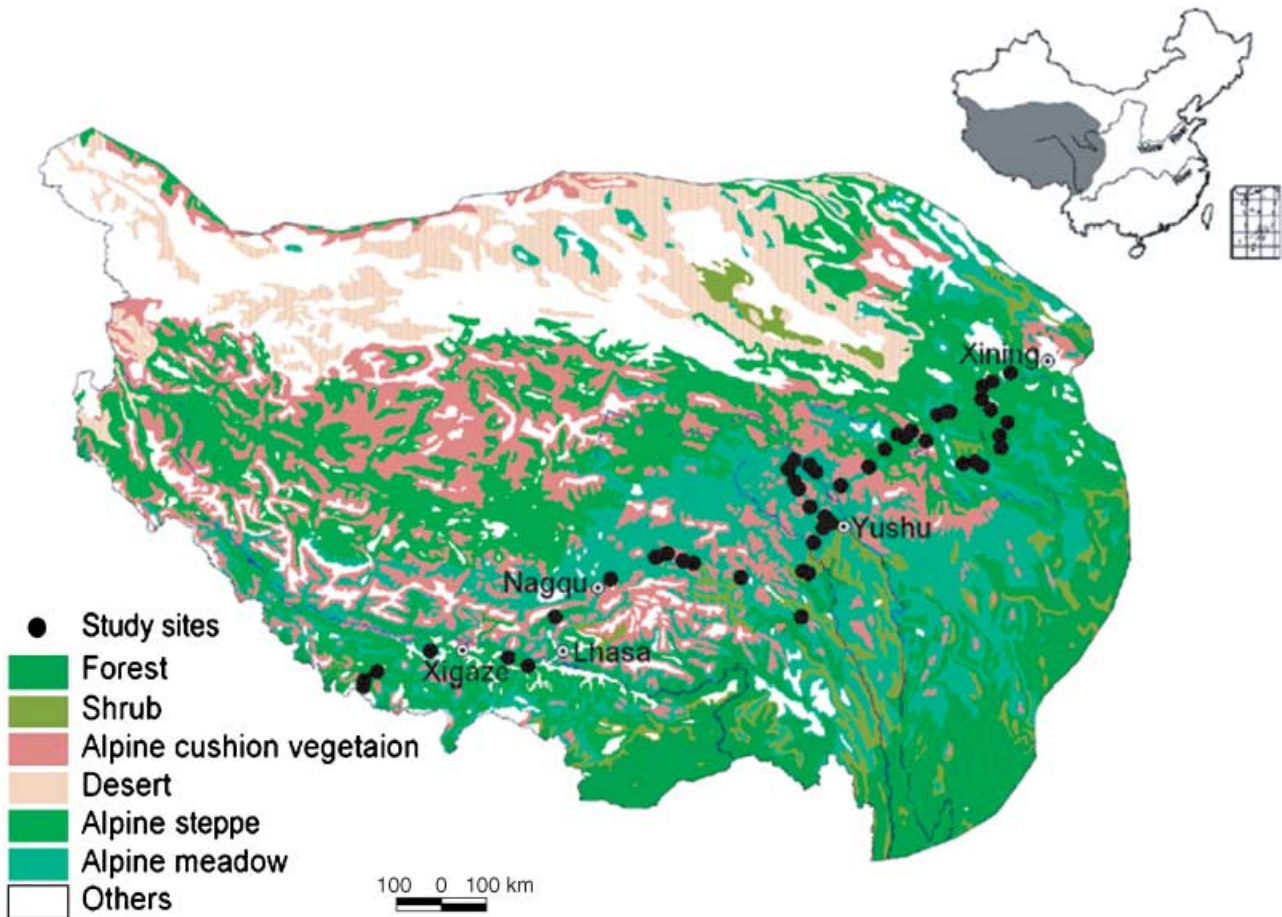 Xining
Yushu
Nagqu
Lhasa
Xigaze
Study sites
Forest
Shrub
Alpine cushion vegetaion
Desert
Alpine steppe
Alpine meadow
Others
100 0 100 km